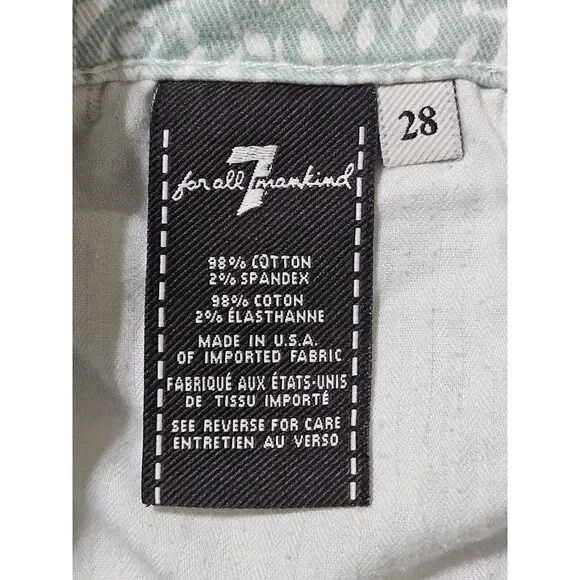 7
for all mankind
28
98% COTTON
2% SPANDEX
98% COTON
2% ÉLASTHANNE
MADE IN U.S.A.
OF IMPORTED FABRIC
FABRIQUÉ AUX ÉTATS-UNIS
DE TISSU IMPORTÉ
SEE REVERSE FOR CARE
ENTRETIEN AU VERSO